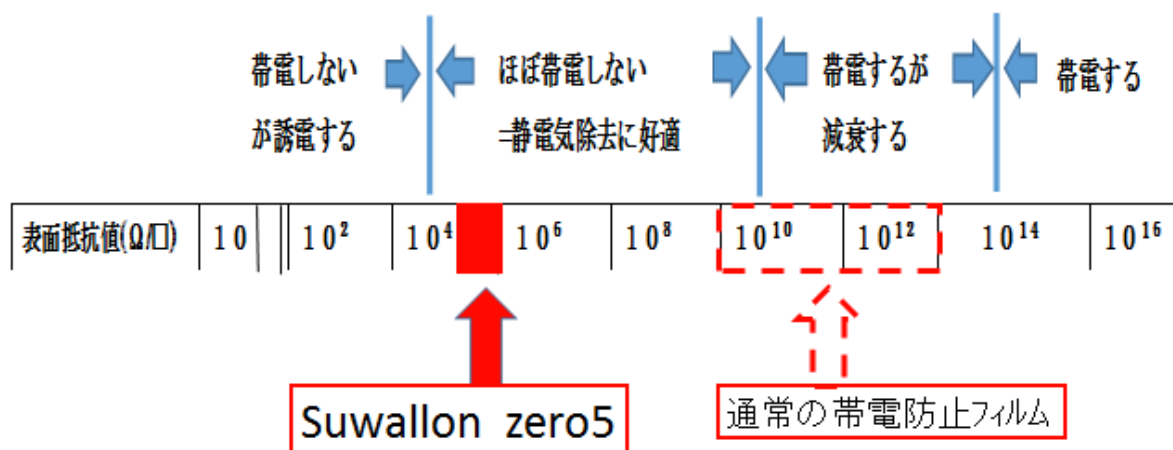 帯電しない
が誘電する
ほぼ帯電しない
=静電気除去に好適
帯電するが
減衰する
帯電する
表面抵抗値(Ω/□) 10 10² 10⁴ 10⁶ 10⁸ 10¹⁰ 10¹² 10¹⁴ 10¹⁶
Suwallon zero5
通常の帯電防止フィルム